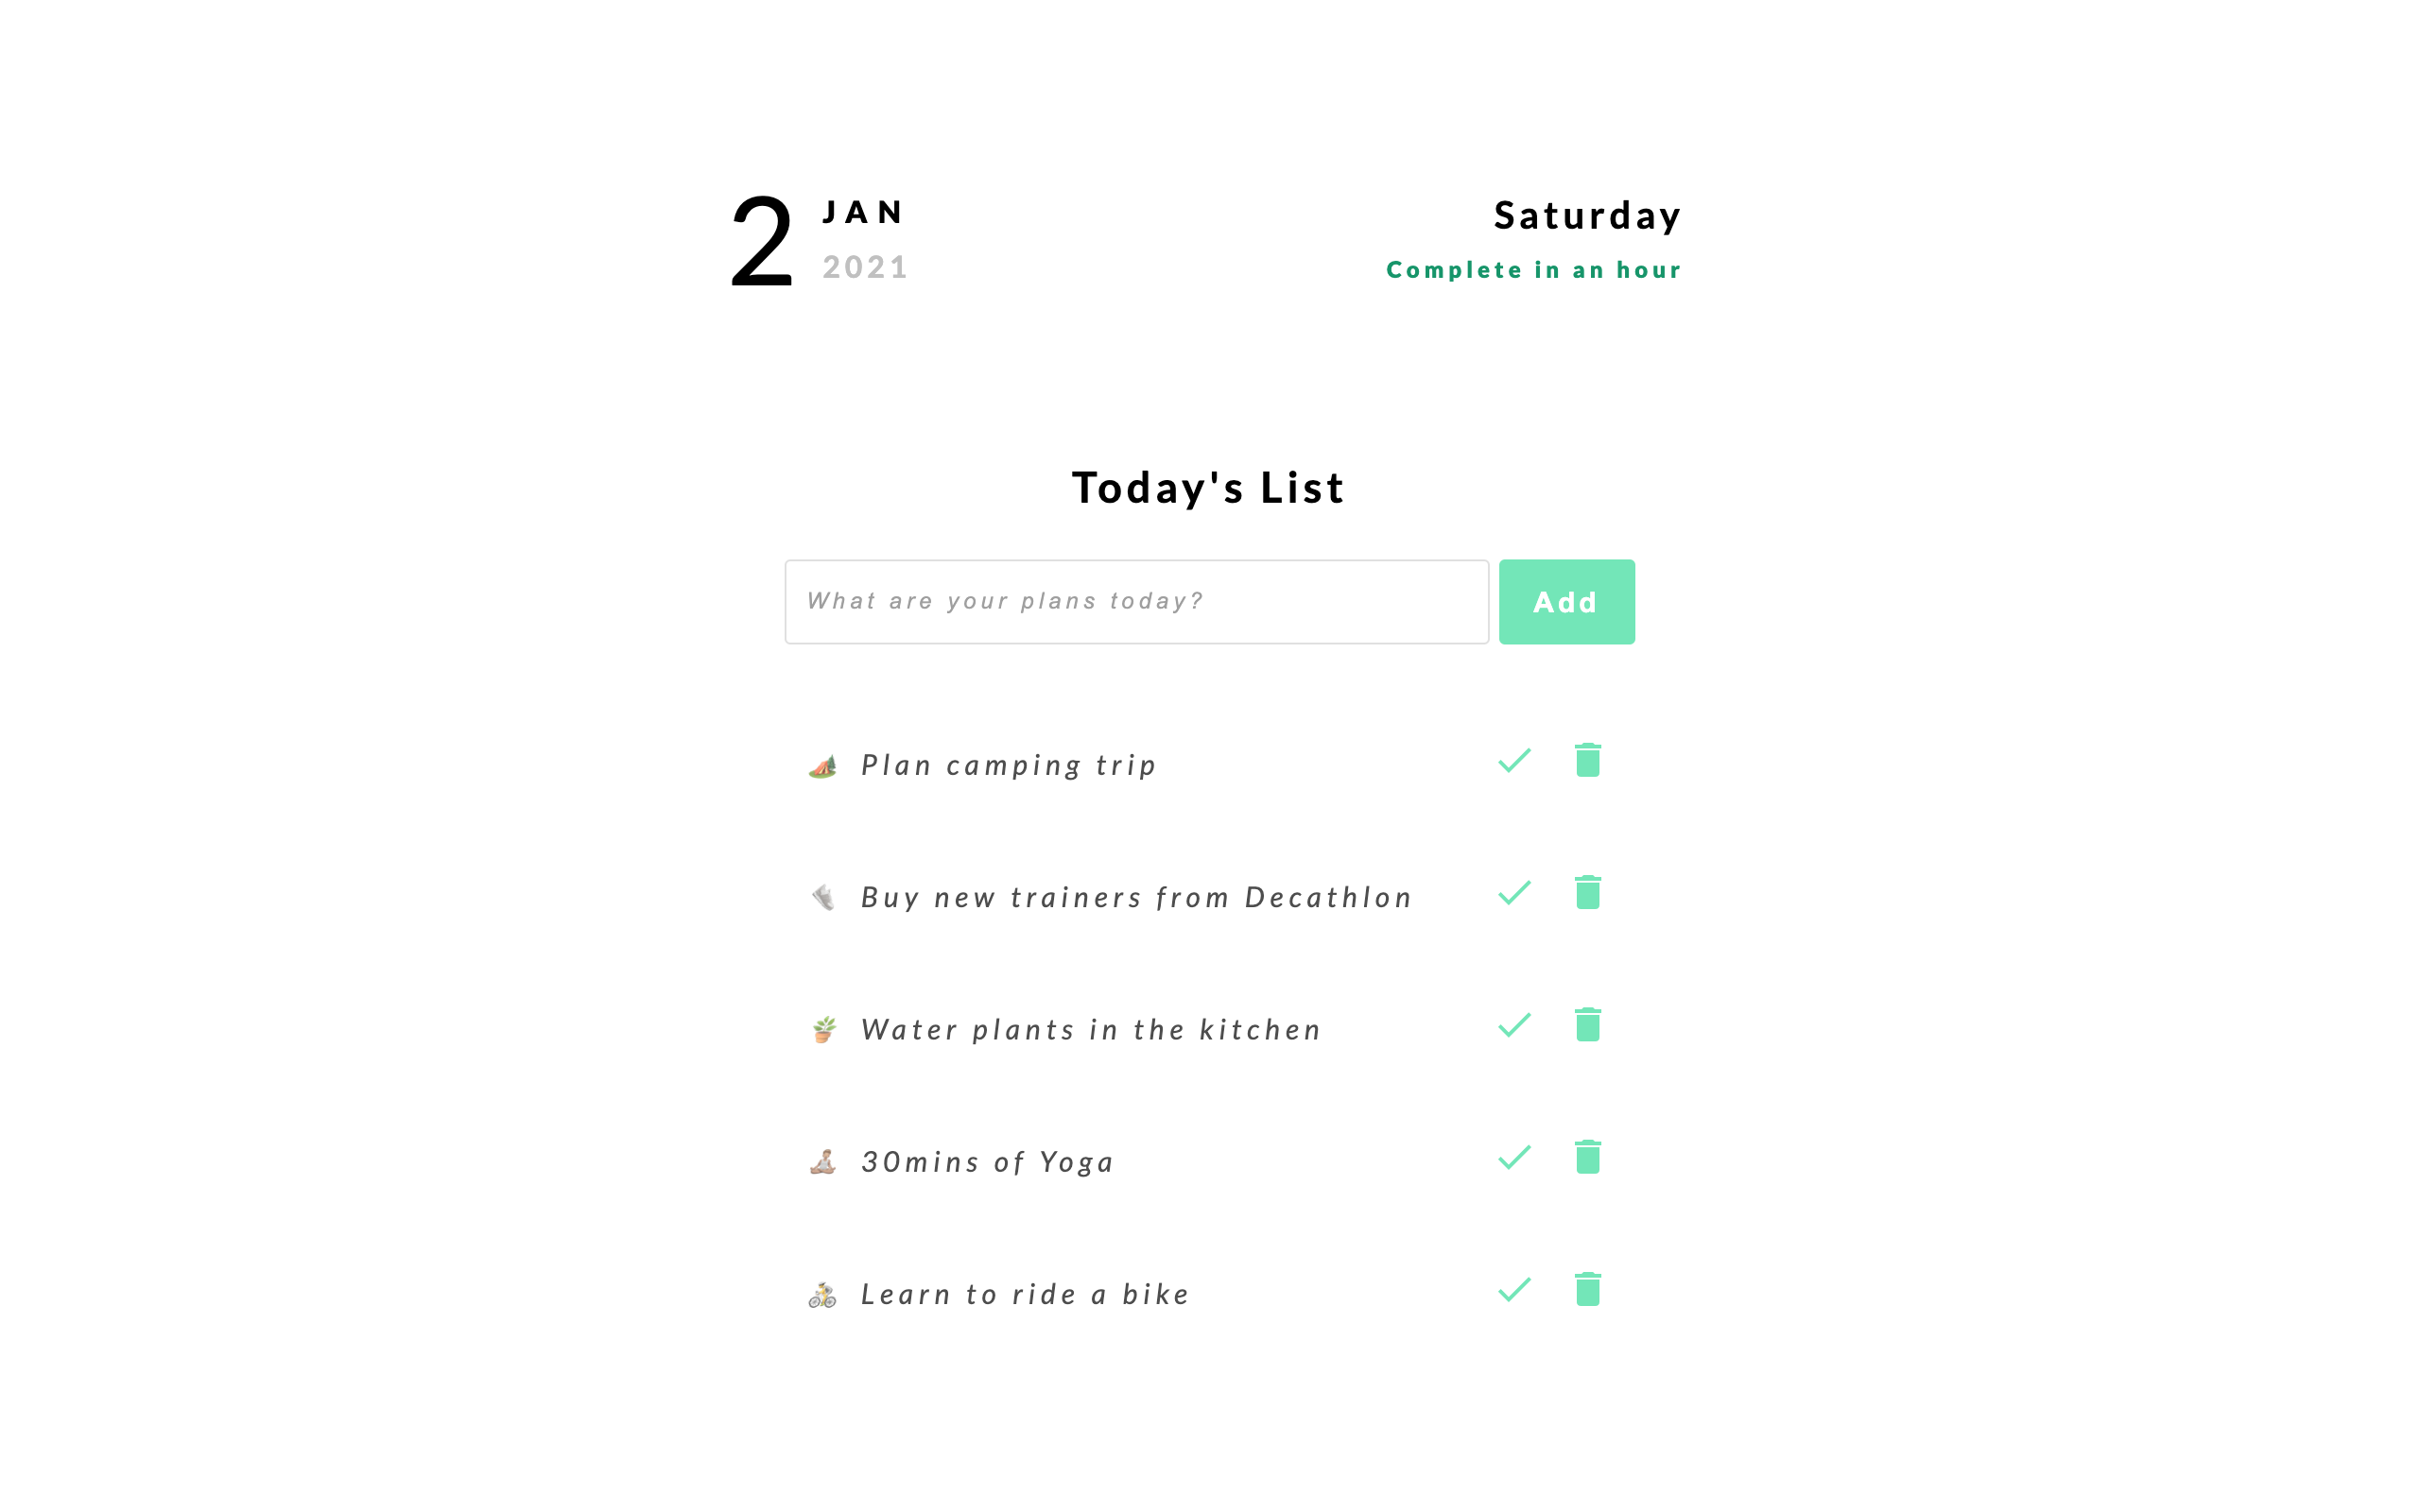 2
JAN
2021
Saturday
Complete in an hour
Today's List
What are your plans today?
Add
Plan camping trip
Buy new trainers from Decathlon
Water plants in the kitchen
30mins of Yoga
Learn to ride a bike